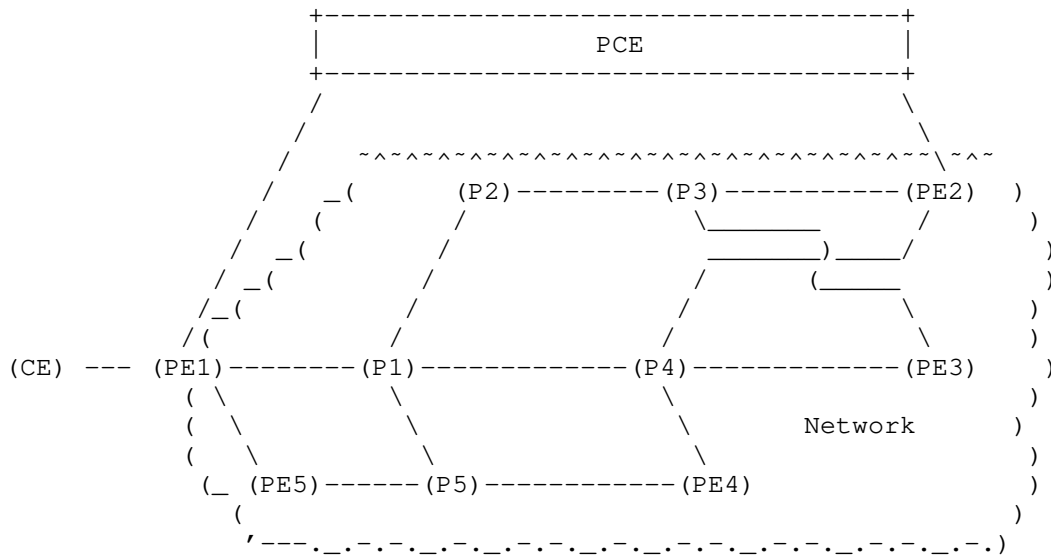 PCE
(P2) (P3) (PE2)
(CE) --- (PE1) (P1) (P4) (PE3)
Network
(PE5) (P5) (PE4)